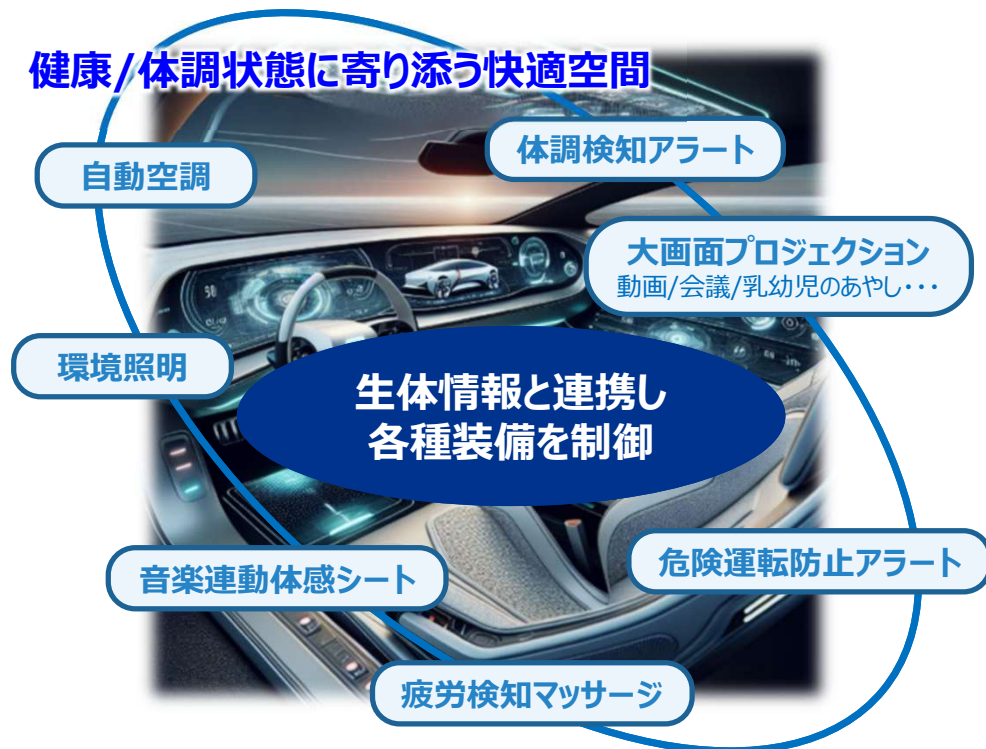 健康/体調状態に寄り添う快適空間
体調検知アラート
自動空調
大画面プロジェクション
動画/会議/乳幼児のあやし・・・
環境照明
生体情報と連携し
各種装備を制御
危険運転防止アラート
音楽連動体感シート
疲労検知マッサージ